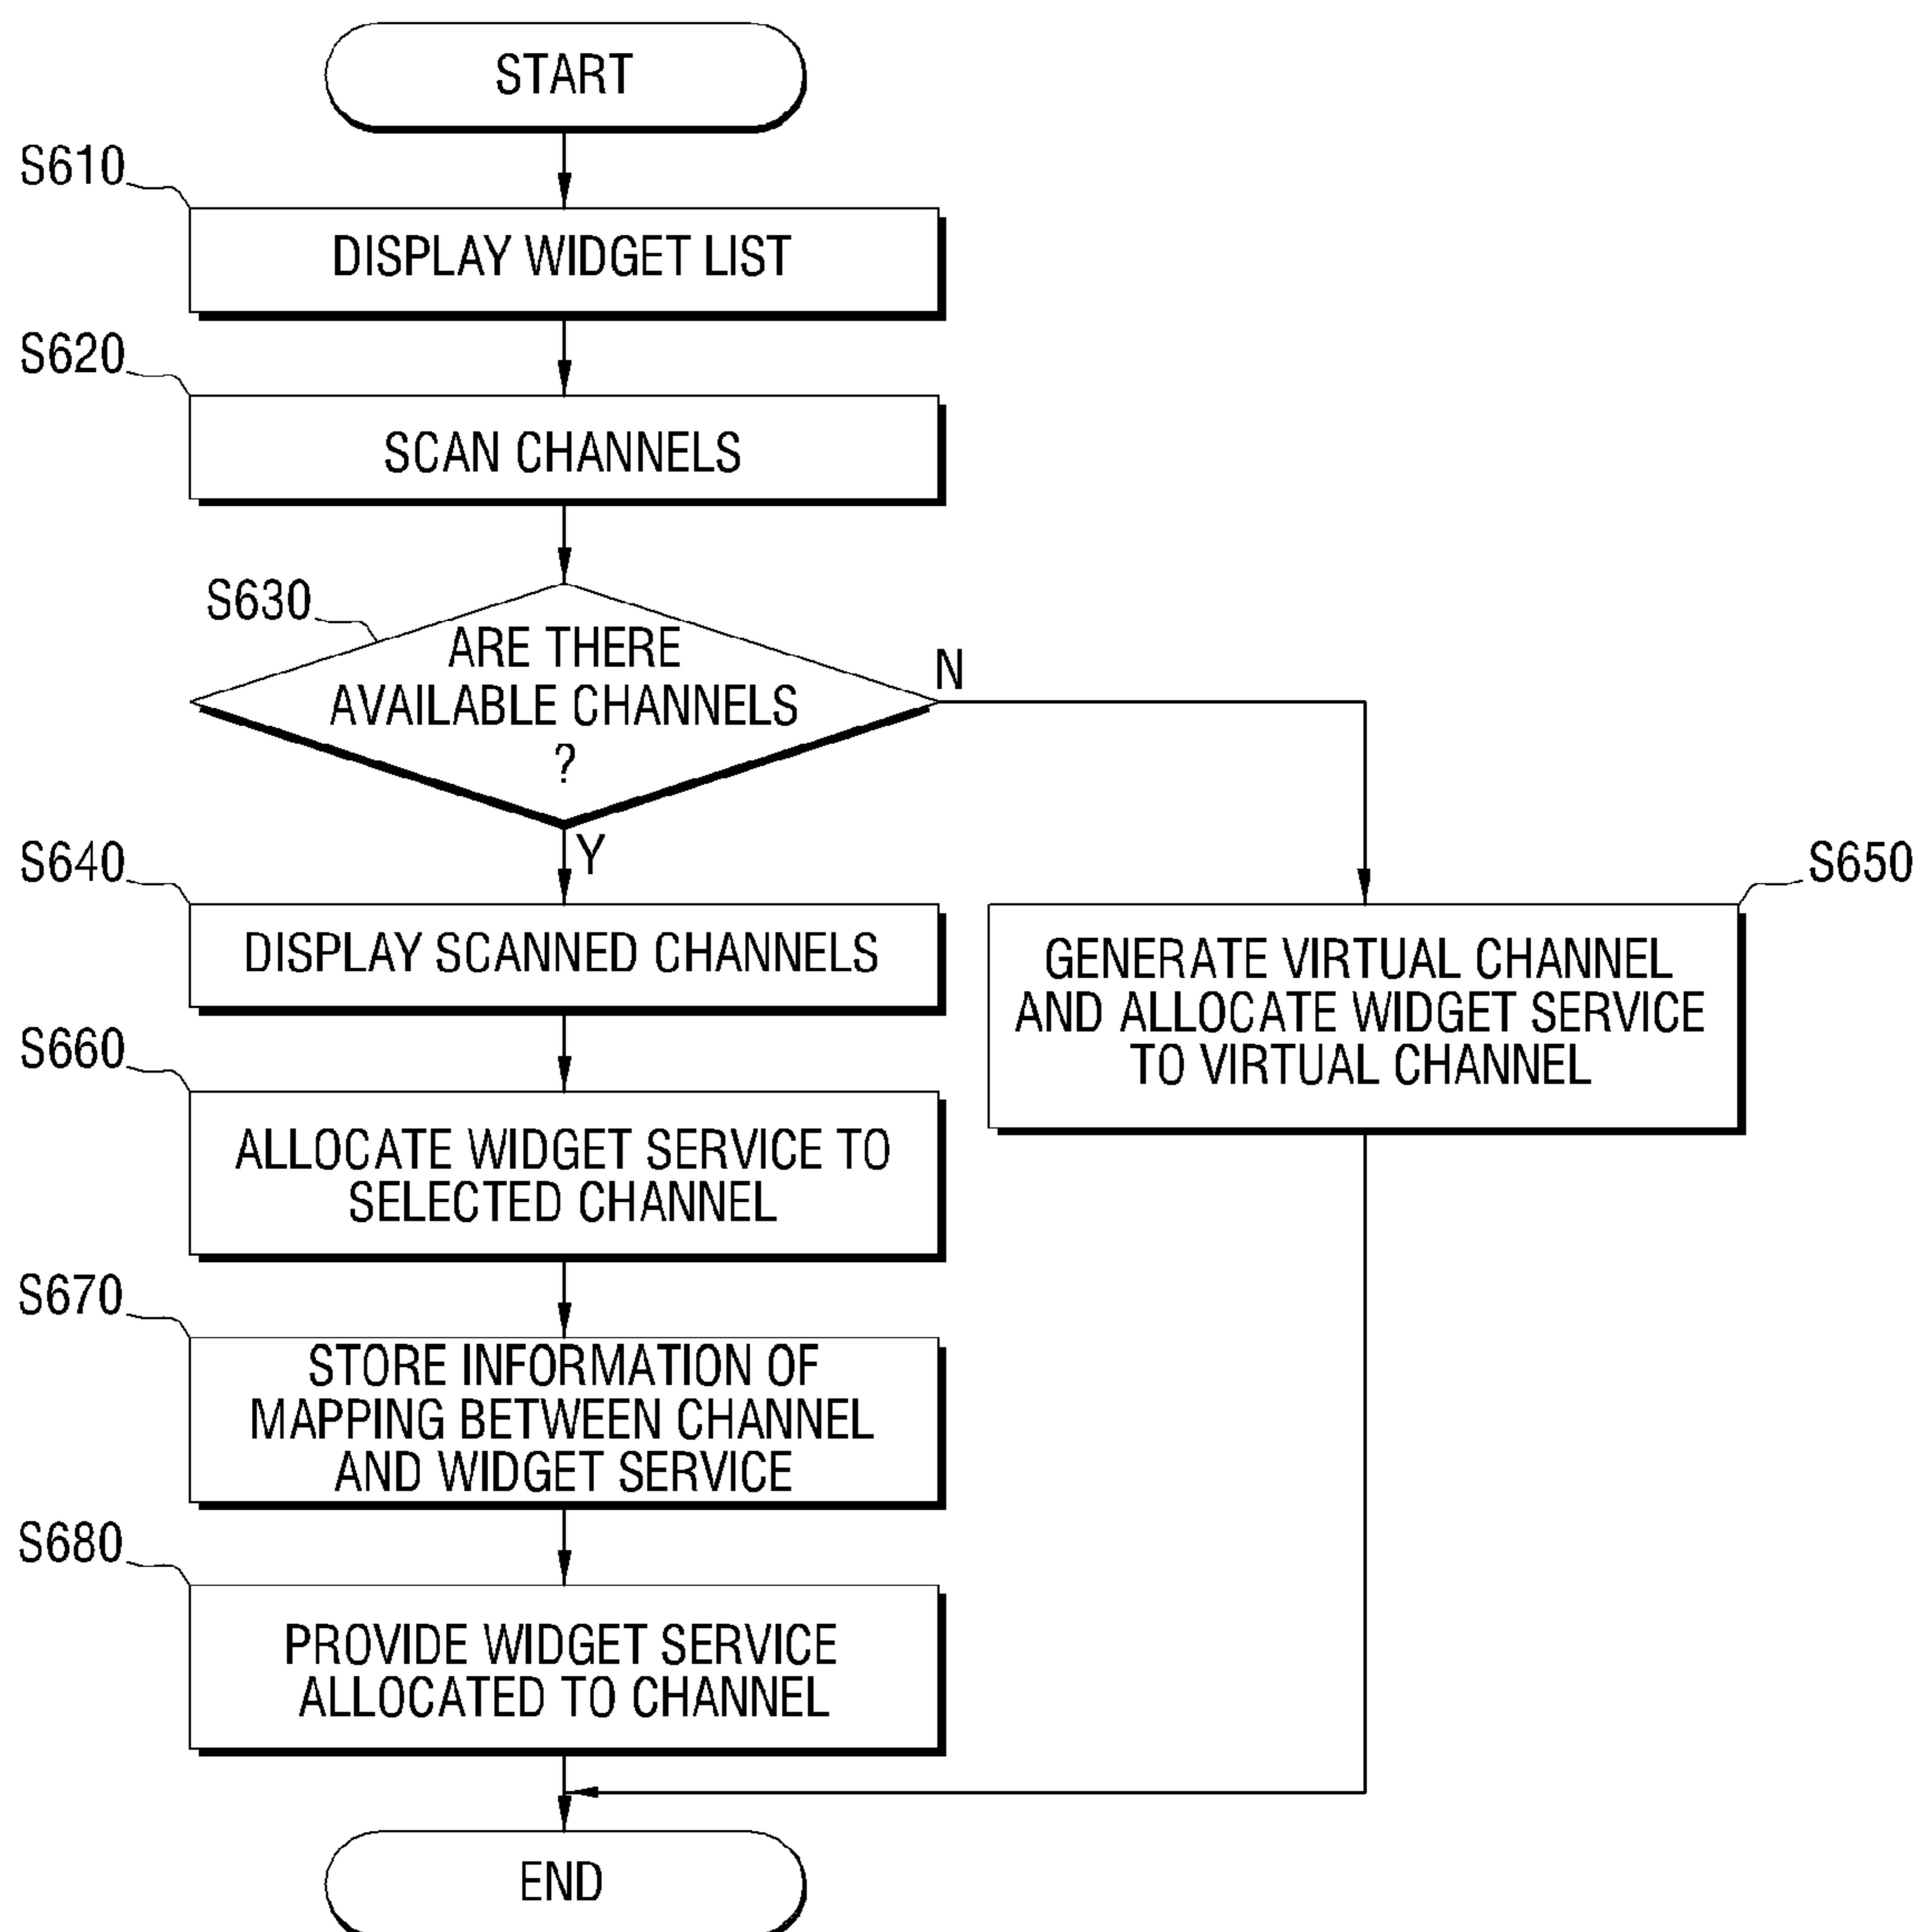 START
S610
DISPLAY WIDGET LIST
S620
SCAN CHANNELS
S630
ARE THERE
AVAILABLE CHANNELS
?
N
Y
S640
DISPLAY SCANNED CHANNELS
S650
GENERATE VIRTUAL CHANNEL
AND ALLOCATE WIDGET SERVICE
TO VIRTUAL CHANNEL
S660
ALLOCATE WIDGET SERVICE TO
SELECTED CHANNEL
S670
STORE INFORMATION OF
MAPPING BETWEEN CHANNEL
AND WIDGET SERVICE
S680
PROVIDE WIDGET SERVICE
ALLOCATED TO CHANNEL
END